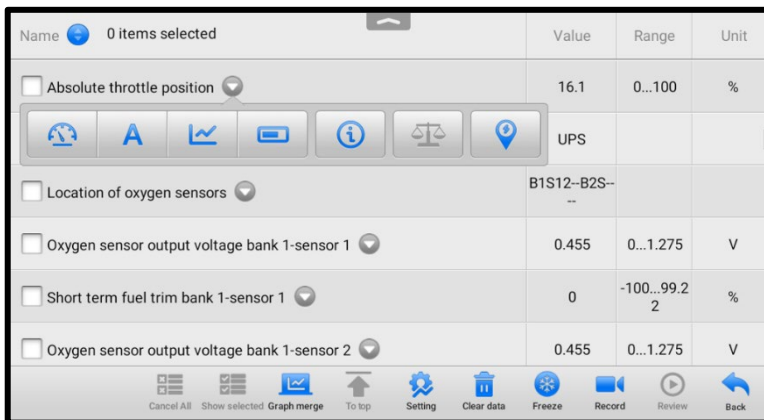 Name 0 items selected Value Range Unit
Absolute throttle position 16.1 0...100 %
A UPS
Location of oxygen sensors B1S12--B2S--
--
Oxygen sensor output voltage bank 1-sensor 1 0.455 0...1.275 V
Short term fuel trim bank 1-sensor 1 0 -100...99.2
2 %
Oxygen sensor output voltage bank 1-sensor 2 0.455 0...1.275 V
Cancel All Show selected Graph merge To top Setting Clear data Freeze Record Review Back